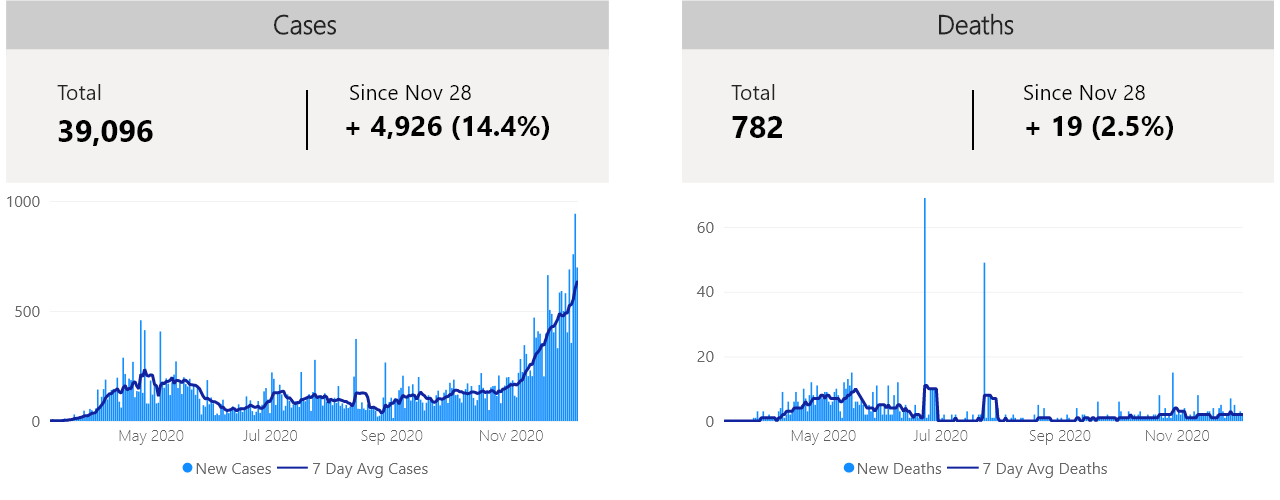 Cases
Total
39,096
Since Nov 28
+ 4,926 (14.4%)
1000
500
0
May 2020 Jul 2020 Sep 2020 Nov 2020
New Cases 7 Day Avg Cases
Deaths
Total
782
Since Nov 28
+ 19 (2.5%)
60
40
20
0
May 2020 Jul 2020 Sep 2020 Nov 2020
New Deaths 7 Day Avg Deaths